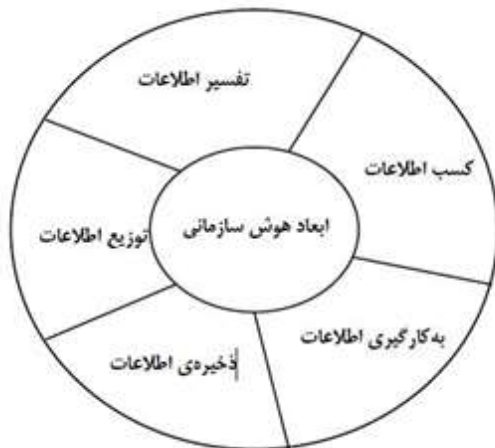 تفسیر اطلاعات
کسب اطلاعات
ابعاد هوش سازمانی
توزیع اطلاعات
به‌کارگیری اطلاعات
ذخیره‌ی اطلاعات